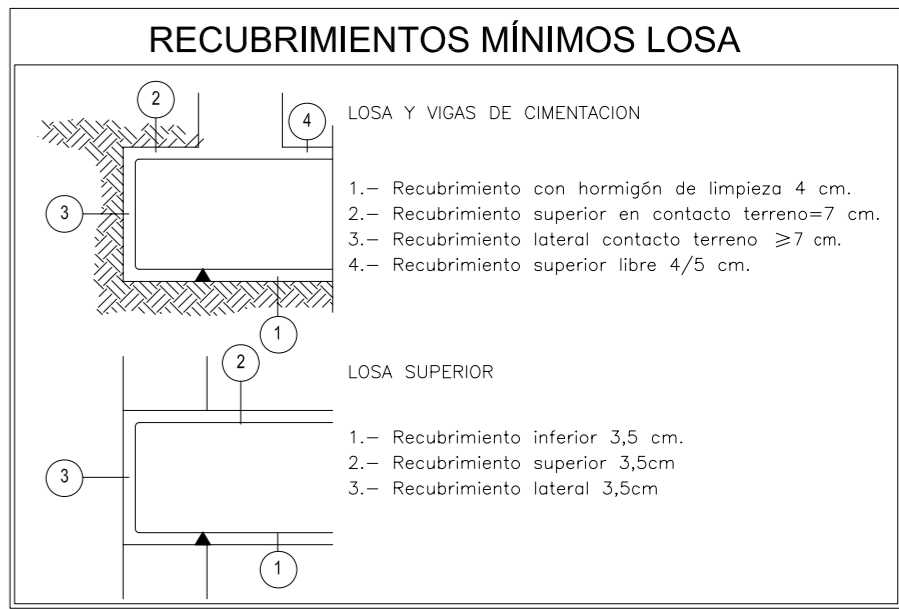 RECUBRIMIENTOS MÍNIMOS LOSA
2
4
3
1
LOSA Y VIGAS DE CIMENTACION
1.- Recubrimiento con hormigón de limpieza 4 cm.
2.- Recubrimiento superior en contacto terreno=7 cm.
3.- Recubrimiento lateral contacto terreno ≥7 cm.
4.- Recubrimiento superior libre 4/5 cm.
2
3
1
LOSA SUPERIOR
1.- Recubrimiento inferior 3,5 cm.
2.- Recubrimiento superior 3,5cm
3.- Recubrimiento lateral 3,5cm